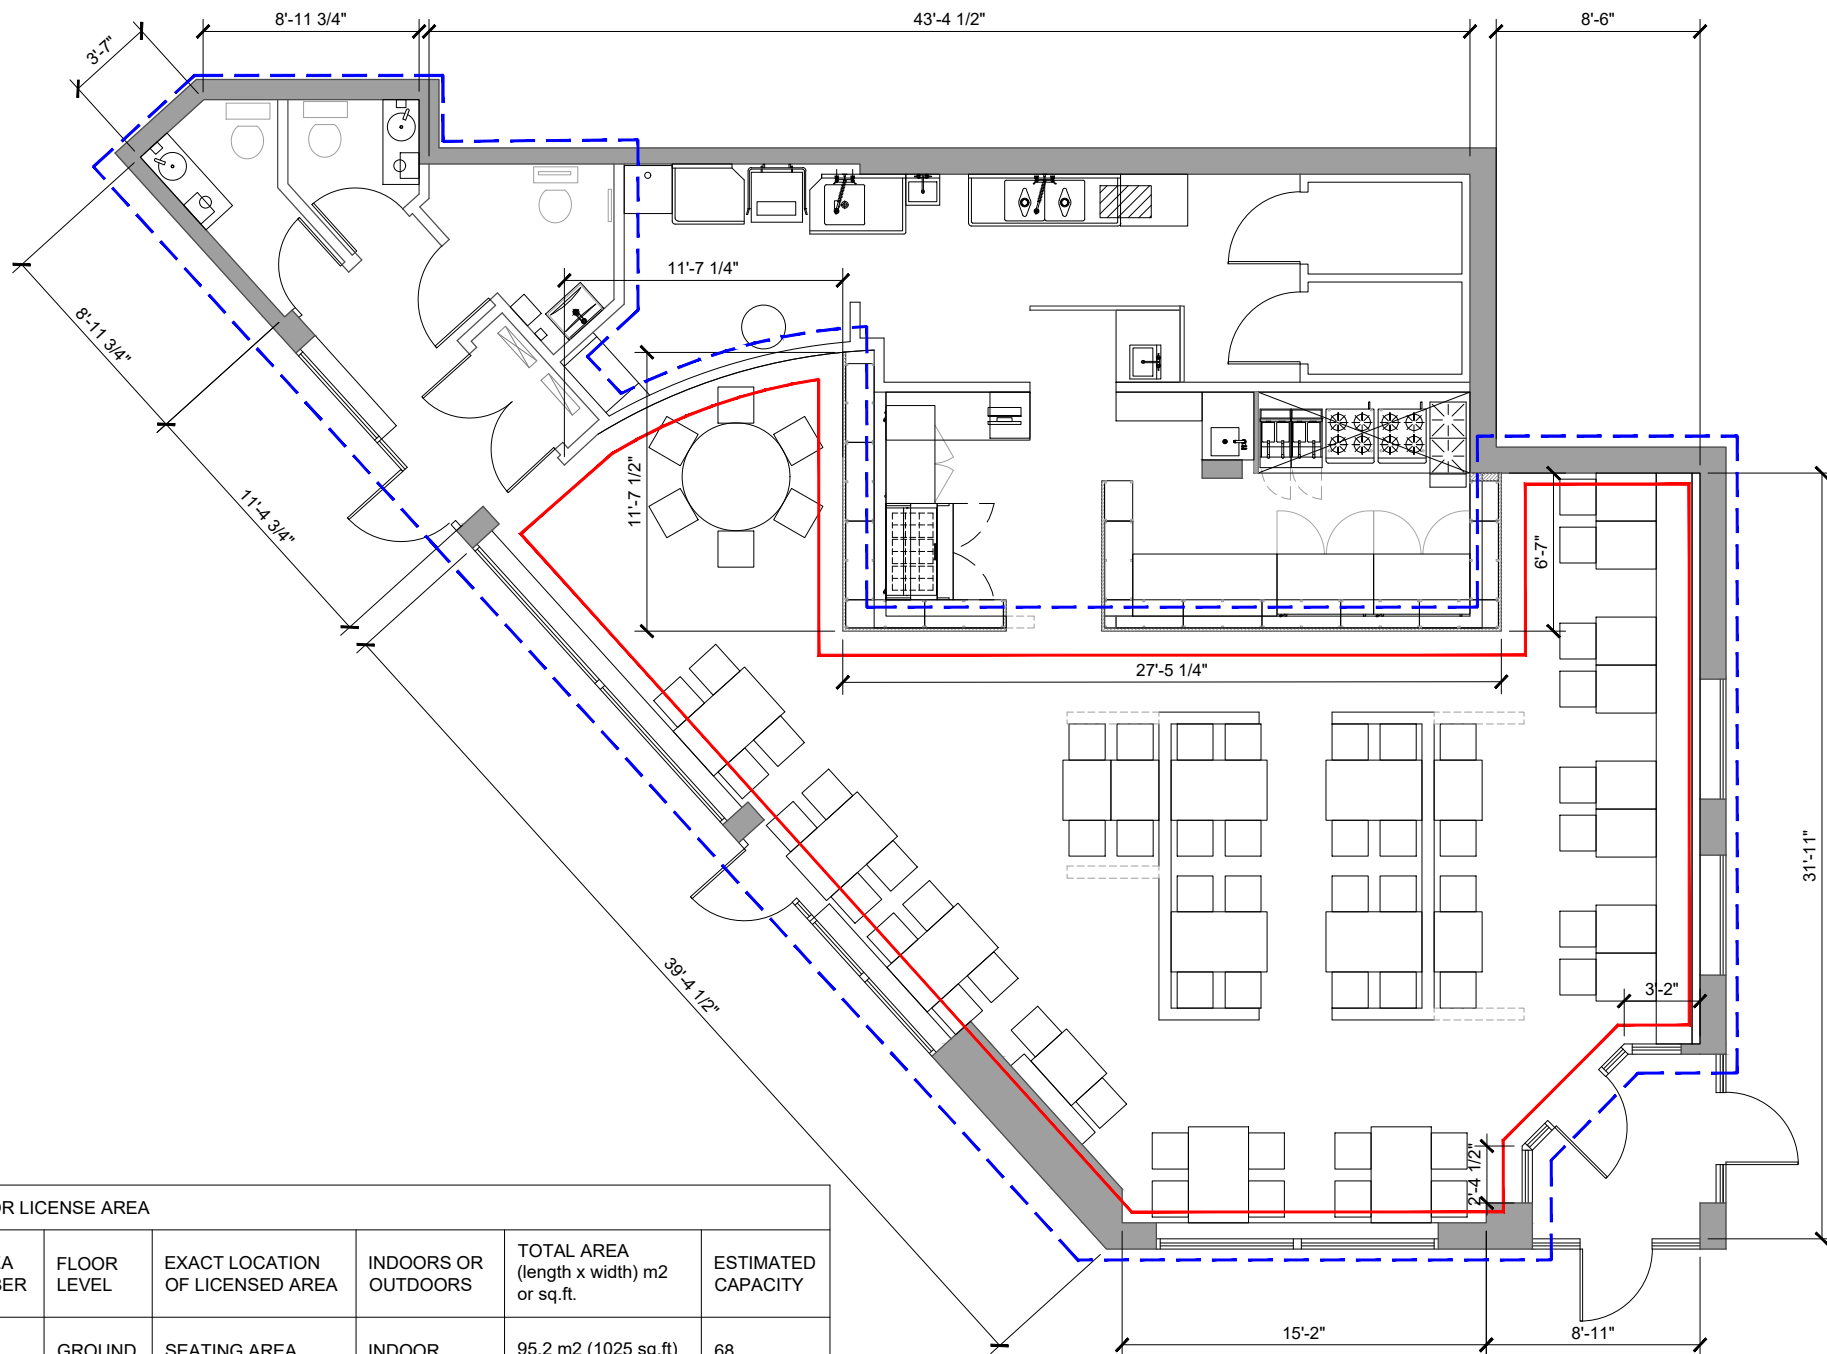 8'-11 3/4"
43'-4 1/2"
8'-6"
3'-7"
11'-7 1/4"
8'-11 3/4"
11'-4 3/4"
11'-7 1/2"
6'-7"
27'-5 1/4"
31'-11"
39'-4 1/2"
3'-2"
2'-4 1/2"
15'-2"
8'-11"
OR LICENSE AREA
EA
BER
FLOOR
LEVEL
EXACT LOCATION
OF LICENSED AREA
INDOORS OR
OUTDOORS
TOTAL AREA
(length x width) m2
or sq.ft.
ESTIMATED
CAPACITY
GROUND
SEATING AREA
INDOOR
95.2 m2 (1025 sq.ft)
68